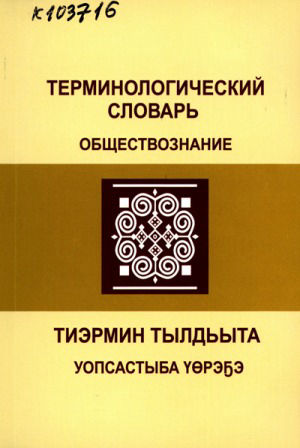 к103716
ТЕРМИНОЛОГИЧЕСКИЙ
СЛОВАРЬ
ОБЩЕСТВОЗНАНИЕ
ТИЭРМИН ТЫЛДЬЫТА
УОПСАСТЫБА ҮӨРЭҔЭ